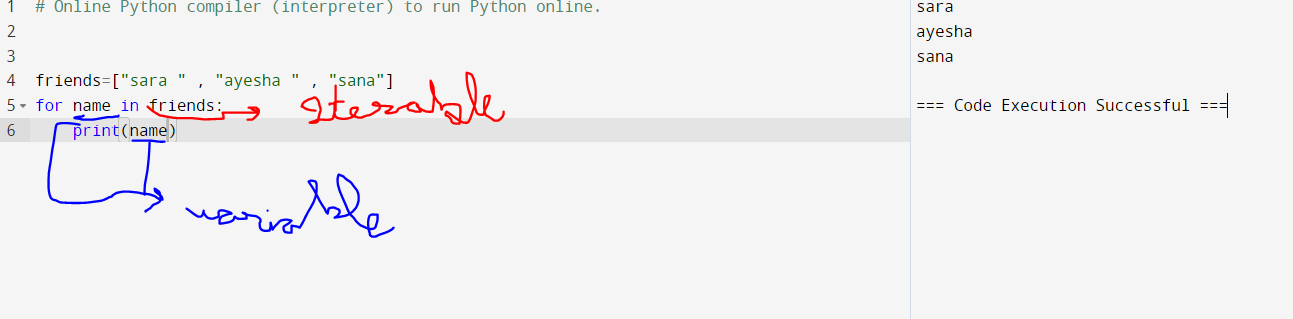 1 # Online Python compiler (interpreter) to run Python online.
2
3
4 friends=["sara " , "ayesha " , "sana"]
5 for name in friends:
Iterable
6 print(name)
variable
sara
ayesha
sana
=== Code Execution Successful ===